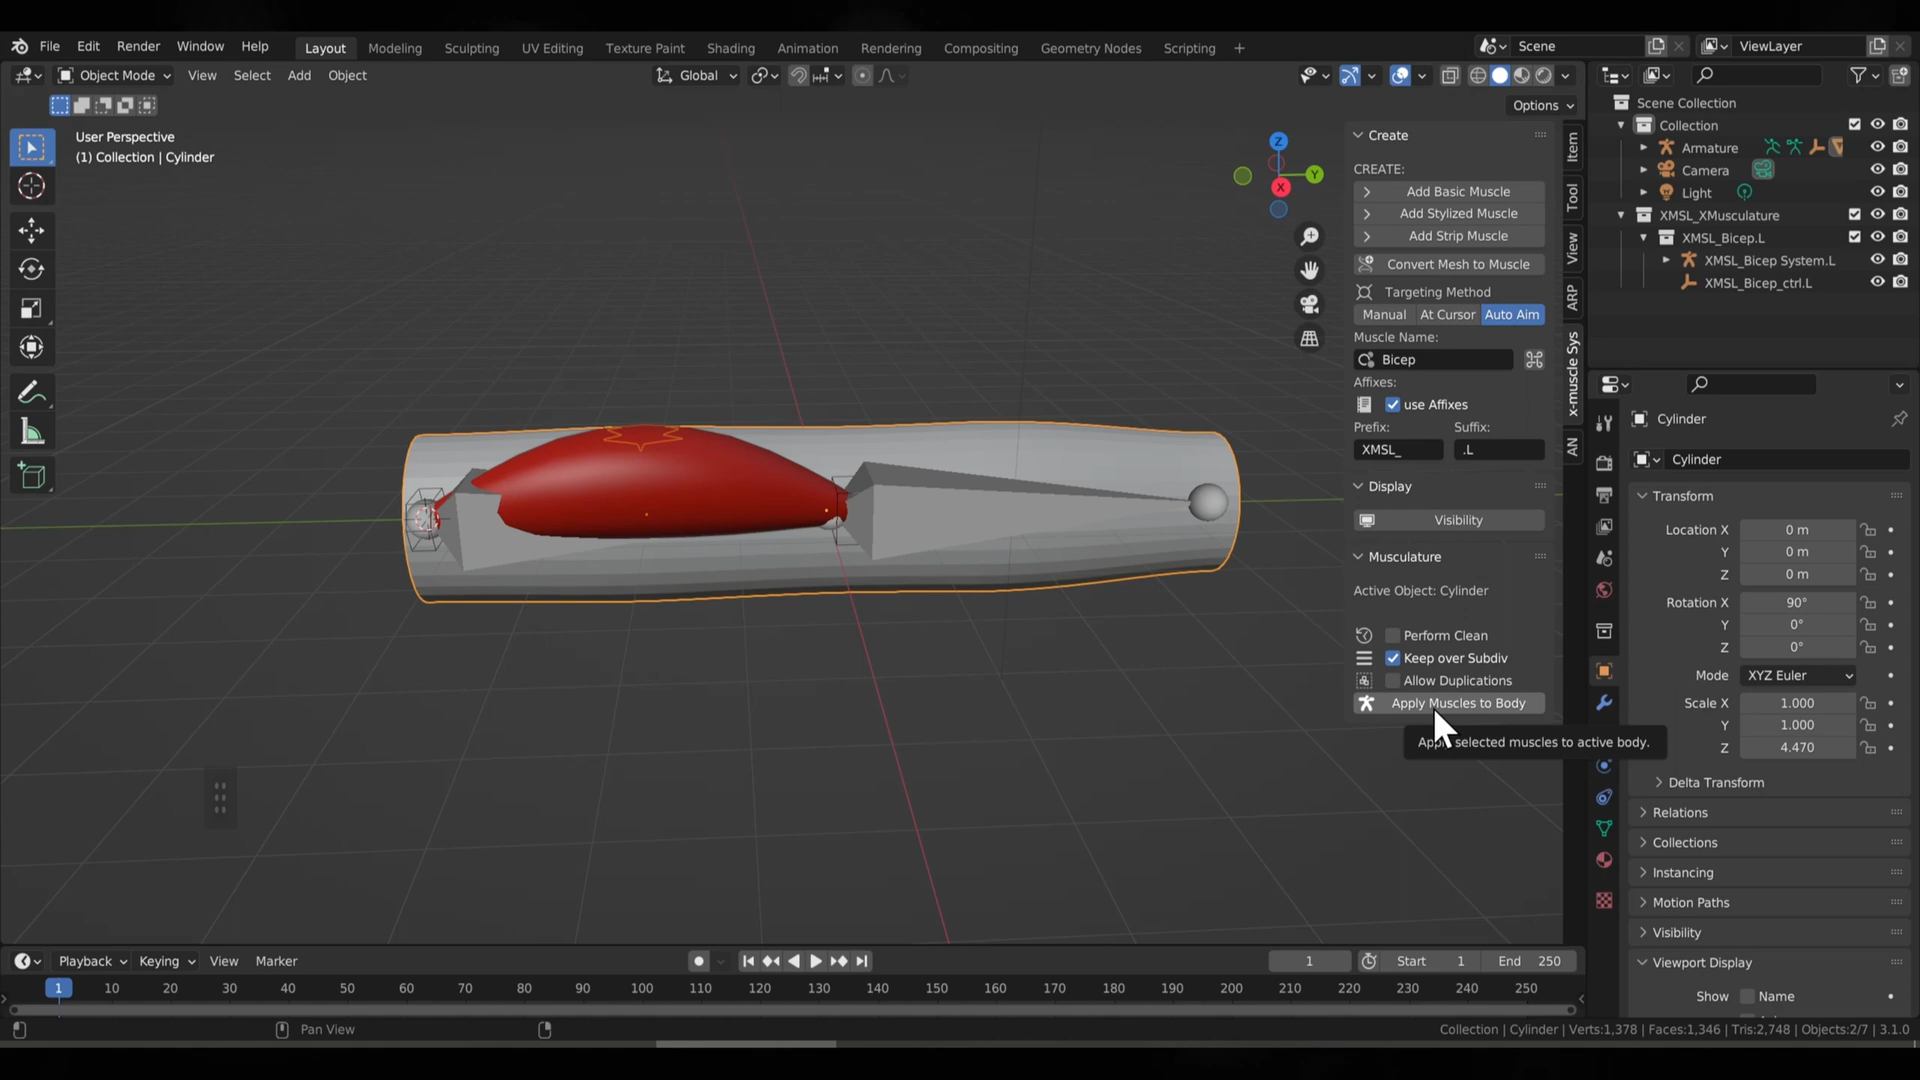 File Edit Render Window Help Layout Modeling Sculpting UV Editing Texture Paint Shading Animation Rendering Compositing Geometry Nodes Scripting + Scene ViewLayer
Object Mode View Select Add Object Global
Options
User Perspective
(1) Collection | Cylinder
Z
Y
X
Create
CREATE:
Add Basic Muscle
Add Stylized Muscle
Add Strip Muscle
Convert Mesh to Muscle
Targeting Method
Manual At Cursor Auto Aim
Muscle Name:
Bicep
Affixes:
use Affixes
Prefix: Suffix:
XMSL_ .L
Display
Visibility
Musculature
Active Object: Cylinder
Perform Clean
Keep over Subdiv
Allow Duplications
Apply Muscles to Body
selected muscles to active body.
Item
Tool
View
ARP
x-muscle Sys
AN
Scene Collection
Collection
Armature
Camera
Light
XMSL_XMusculature
XMSL_Bicep.L
XMSL_Bicep System.L
XMSL_Bicep_ctrl.L
Cylinder
Cylinder
Transform
Location X 0 m
Y 0 m
Z 0 m
Rotation X 90°
Y 0°
Z 0°
Mode XYZ Euler
Scale X 1.000
Y 1.000
Z 4.470
Delta Transform
Relations
Collections
Instancing
Motion Paths
Visibility
Viewport Display
Show Name
Playback Keying View Marker 1 Start 1 End 250
1 10 20 30 40 50 60 70 80 90 100 110 120 130 140 150 160 170 180 190 200 210 220 230 240 250
Pan View
Collection | Cylinder | Verts:1,378 | Faces:1,346 | Tris:2,748 | Objects:2/7 | 3.1.0